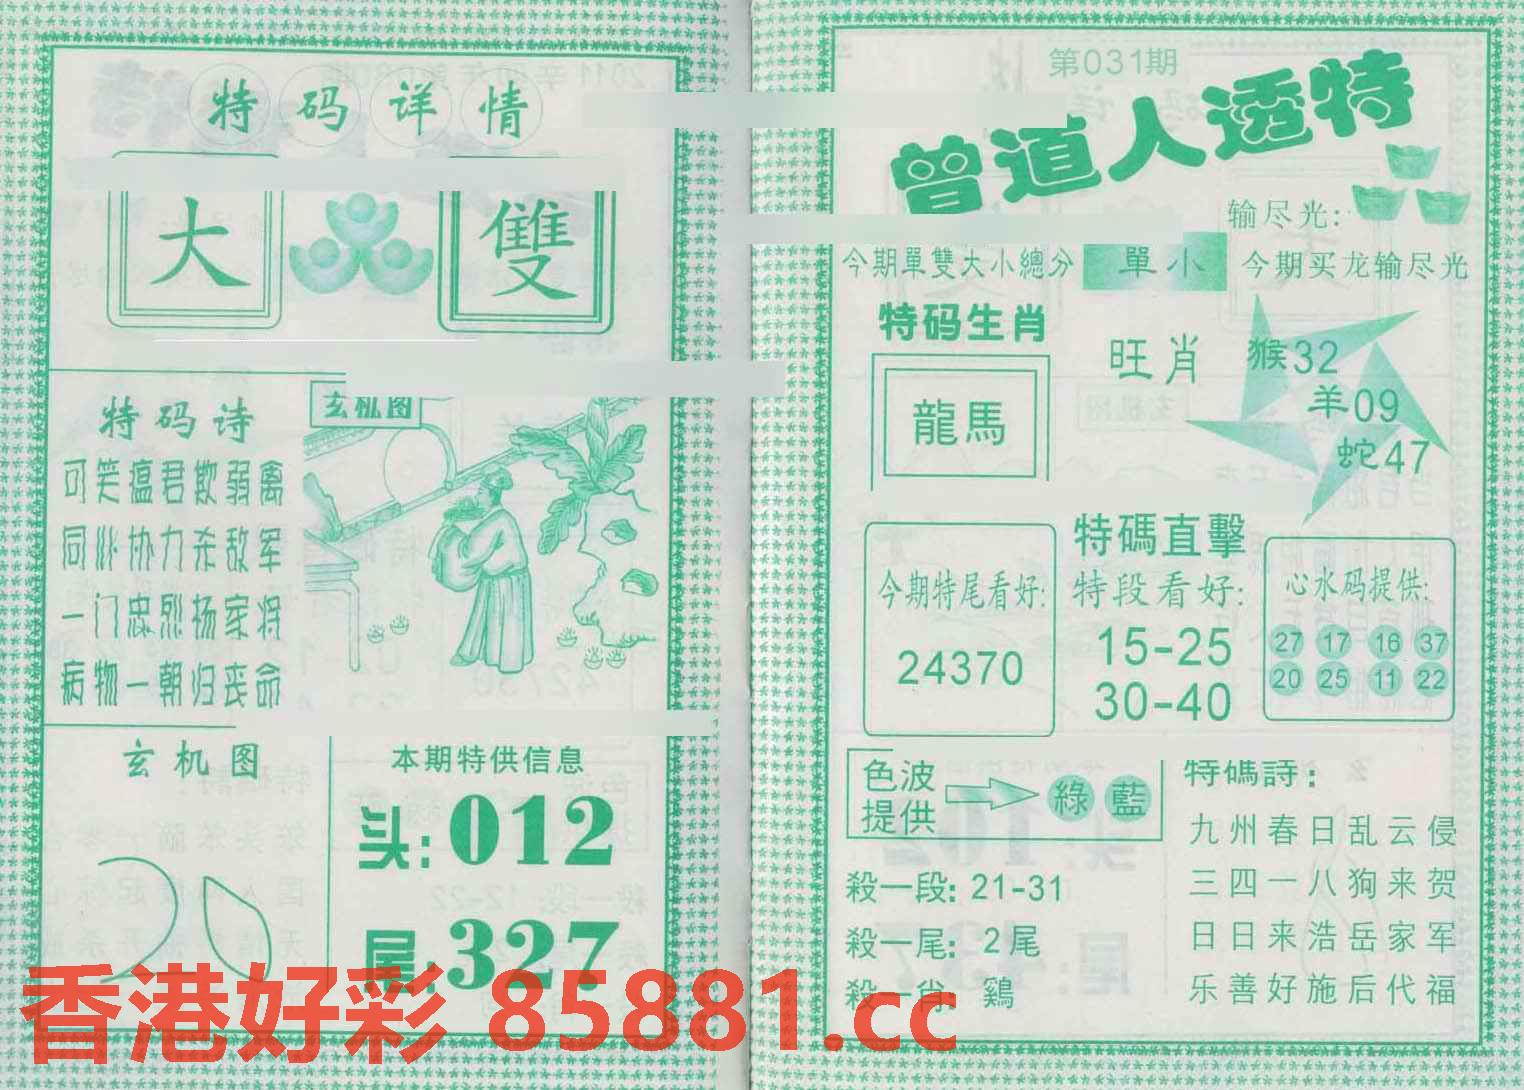 特码详情
大 雙
特码诗
可笑瘟君欺弱禽
同派协力杀敌军
一门忠烈杨家将
病物一朝归丧命
玄机图
玄机图
本期特供信息
头:012
尾:327
第031期
曾道人透特
输尽光:
今期單雙大小總分 單小 今期买龙输尽光
特码生肖
龍馬
旺肖
猴32
羊09
蛇47
今期特尾看好:
24370
特碼直擊
特段看好:
15-25
30-40
心水码提供:
27 17 16 37
20 25 11 22
色波提供 綠 藍
殺一段:21-31
殺一尾:2尾
殺一肖:鷄
特碼詩:
九州春日乱云侵
三四一八狗来贺
日日来浩岳家军
乐善好施后代福
香港好彩 85881.cc